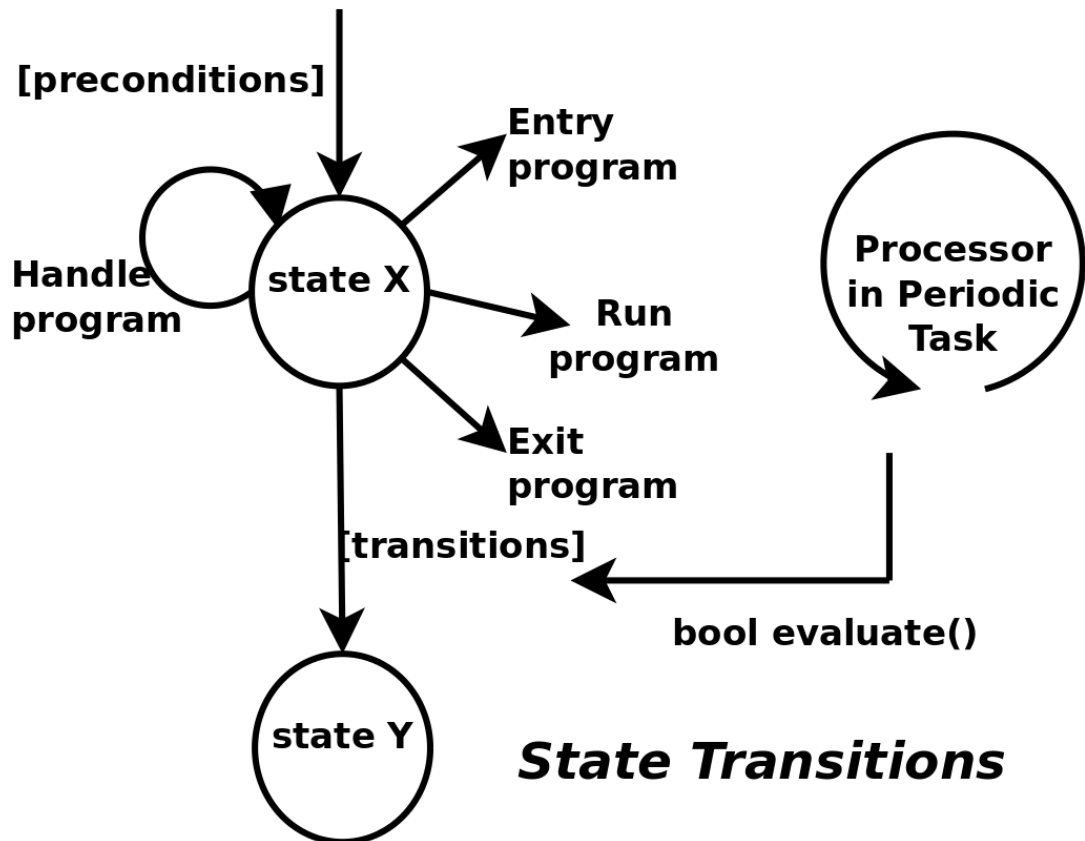 [preconditions]
Entry
program
Handle
program
state X
Run
program
Processor
in Periodic
Task
Exit
program
[transitions]
bool evaluate()
state Y
State Transitions